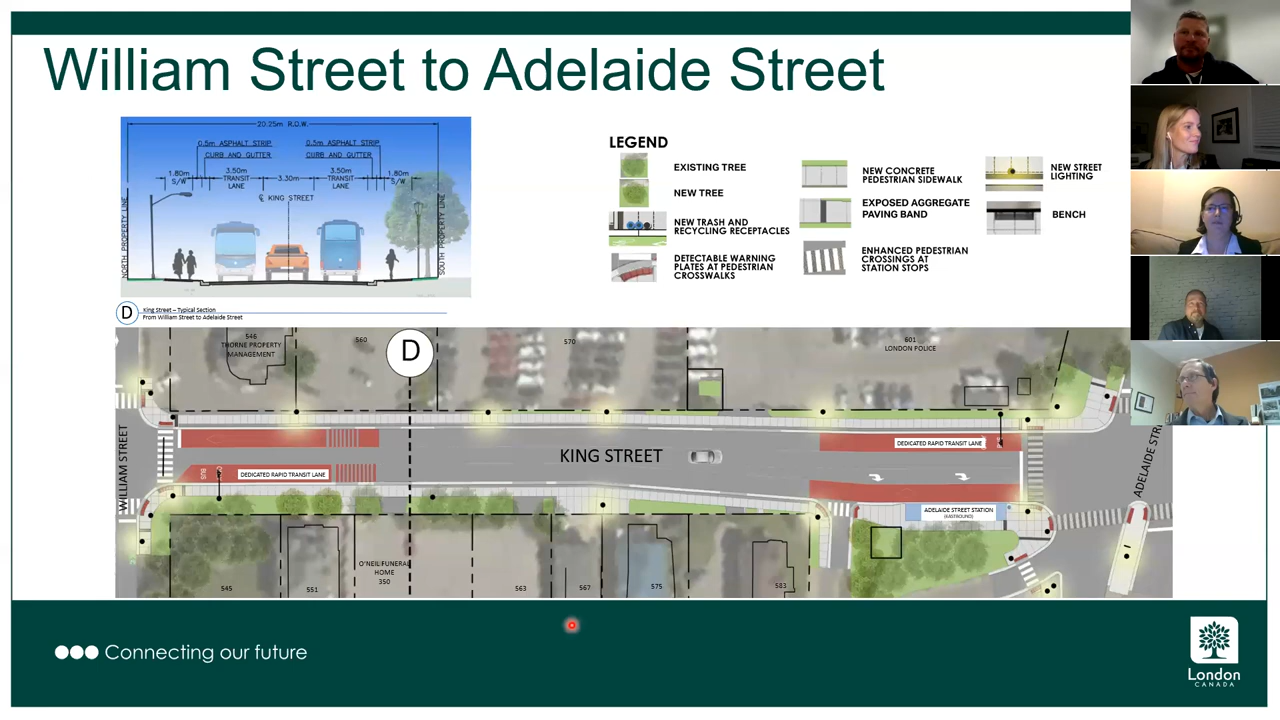 William Street to Adelaide Street
20.25m R.O.W.
0.5m ASPHALT STRIP
0.5m ASPHALT STRIP
CURB AND GUTTER
CURB AND GUTTER
1.80m
S/W
3.50m
TRANSIT
LANE
3.30m
3.50m
TRANSIT
LANE
1.80m
S/W
℄ KING STREET
NORTH PROPERTY LINE
SOUTH PROPERTY LINE
D
King Street – Typical Section
From William Street to Adelaide Street
LEGEND
EXISTING TREE
NEW TREE
NEW TRASH AND
RECYCLING RECEPTACLES
DETECTABLE WARNING
PLATES AT PEDESTRIAN
CROSSWALKS
NEW CONCRETE
PEDESTRIAN SIDEWALK
EXPOSED AGGREGATE
PAVING BAND
ENHANCED PEDESTRIAN
CROSSINGS AT
STATION STOPS
NEW STREET
LIGHTING
BENCH
546
THORNE PROPERTY
MANAGEMENT
560
D
570
601
LONDON POLICE
WILLIAM STREET
BUS
DEDICATED RAPID TRANSIT LANE
KING STREET
DEDICATED RAPID TRANSIT LANE
ADELAIDE STREET STATION
(EASTBOUND)
ADELAIDE STR
545
551
O'NEIL FUNERAL
HOME
350
563
567
575
583
Connecting our future
London
CANADA